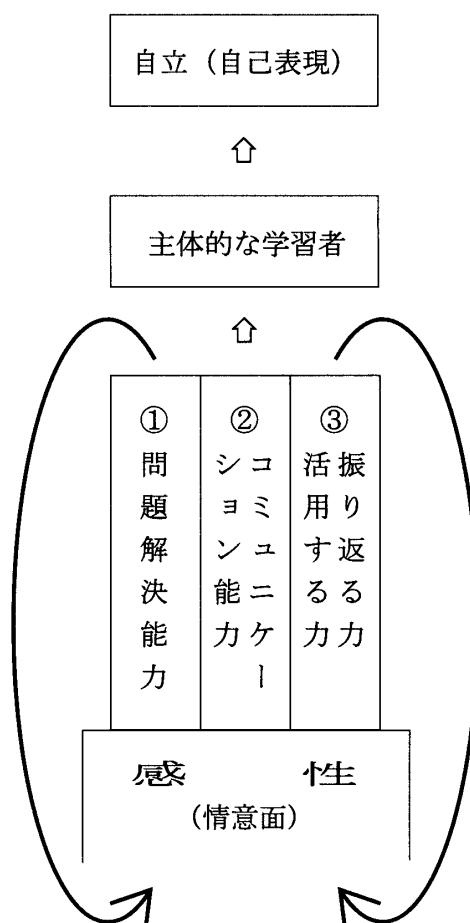 自立（自己表現）
主体的な学習者
①
問題解決能力
②
コミュニケー
ション能力
③
振り返る力
活用する力
感性
（情意面）